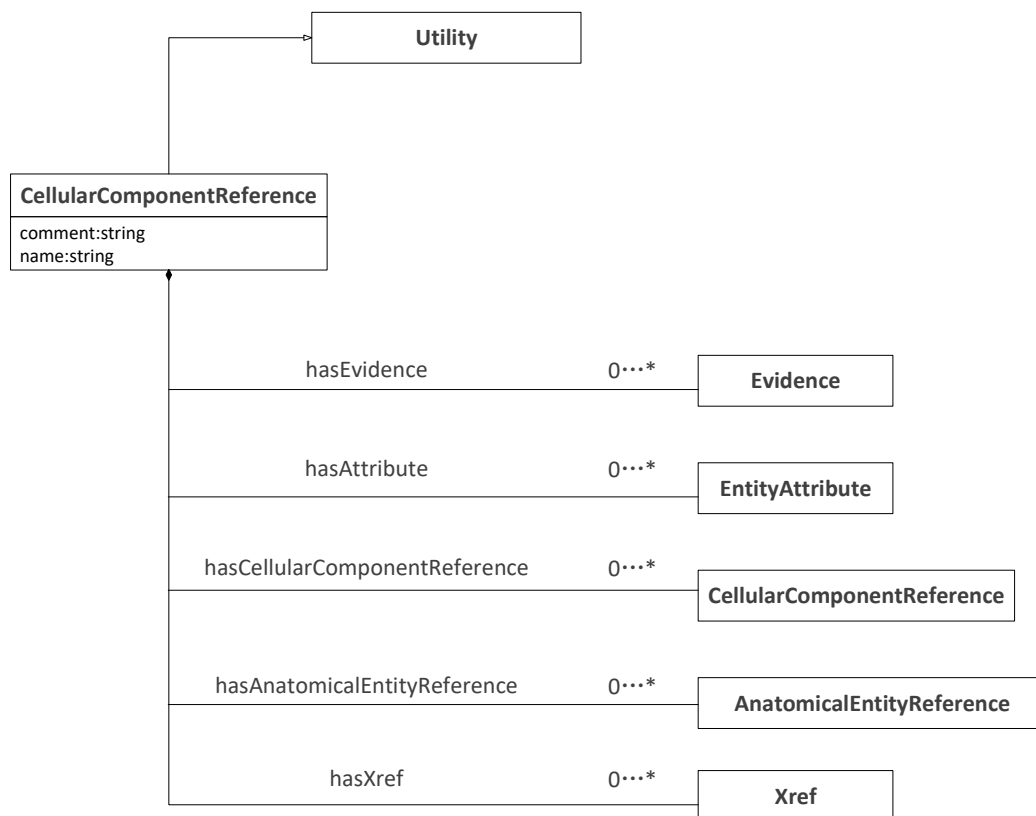 Utility
CellularComponentReference
comment:string
name:string
hasEvidence 0···*
Evidence
hasAttribute 0···*
EntityAttribute
hasCellularComponentReference 0···*
CellularComponentReference
hasAnatomicalEntityReference 0···*
AnatomicalEntityReference
hasXref 0···*
Xref